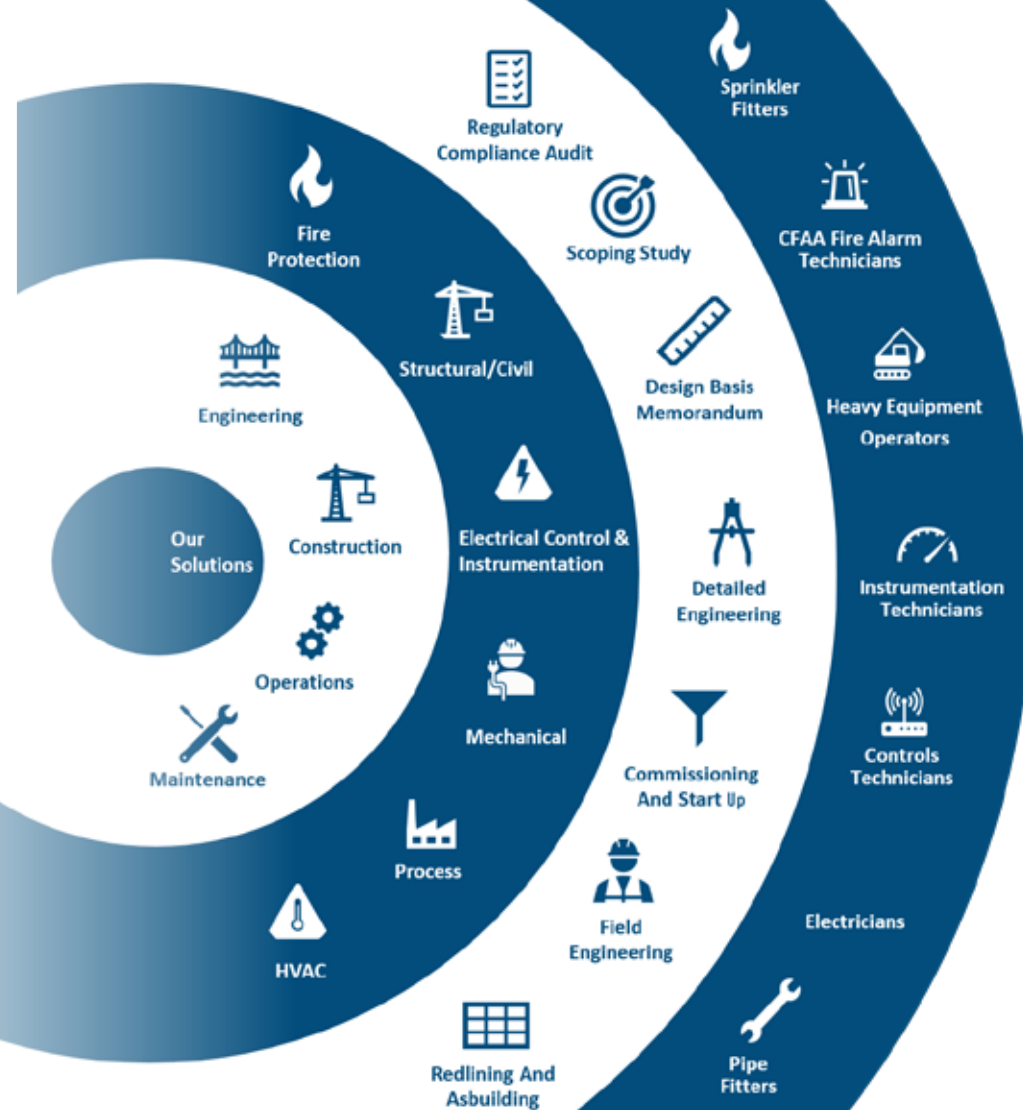 Our
Solutions
Engineering
Construction
Operations
Maintenance
Fire
Protection
Structural/Civil
Electrical Control &
Instrumentation
Mechanical
Process
HVAC
Regulatory
Compliance Audit
Scoping Study
Design Basis
Memorandum
Detailed
Engineering
Commissioning
And Start Up
Field
Engineering
Redlining And
Asbuilding
Sprinkler
Fitters
CFAA Fire Alarm
Technicians
Heavy Equipment
Operators
Instrumentation
Technicians
Controls
Technicians
Electricians
Pipe
Fitters